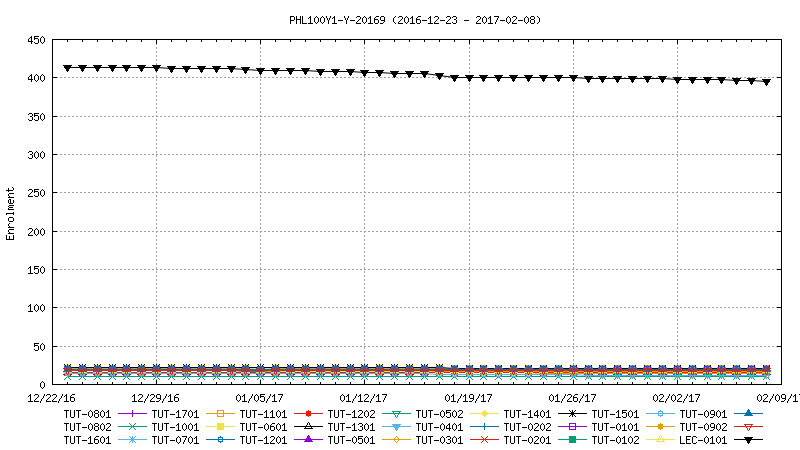 PHL100Y1-Y-20169 (2016-12-23 - 2017-02-08)
450
400
350
300
250
200
150
100
50
0
Enrolment
12/22/16 12/29/16 01/05/17 01/12/17 01/19/17 01/26/17 02/02/17 02/09/17
TUT-0801 TUT-1701 TUT-1101 TUT-1202 TUT-0502 TUT-1401 TUT-1501 TUT-0901
TUT-0802 TUT-1001 TUT-0601 TUT-1301 TUT-0401 TUT-0202 TUT-0101 TUT-0902
TUT-1601 TUT-0701 TUT-1201 TUT-0501 TUT-0301 TUT-0201 TUT-0102 LEC-0101